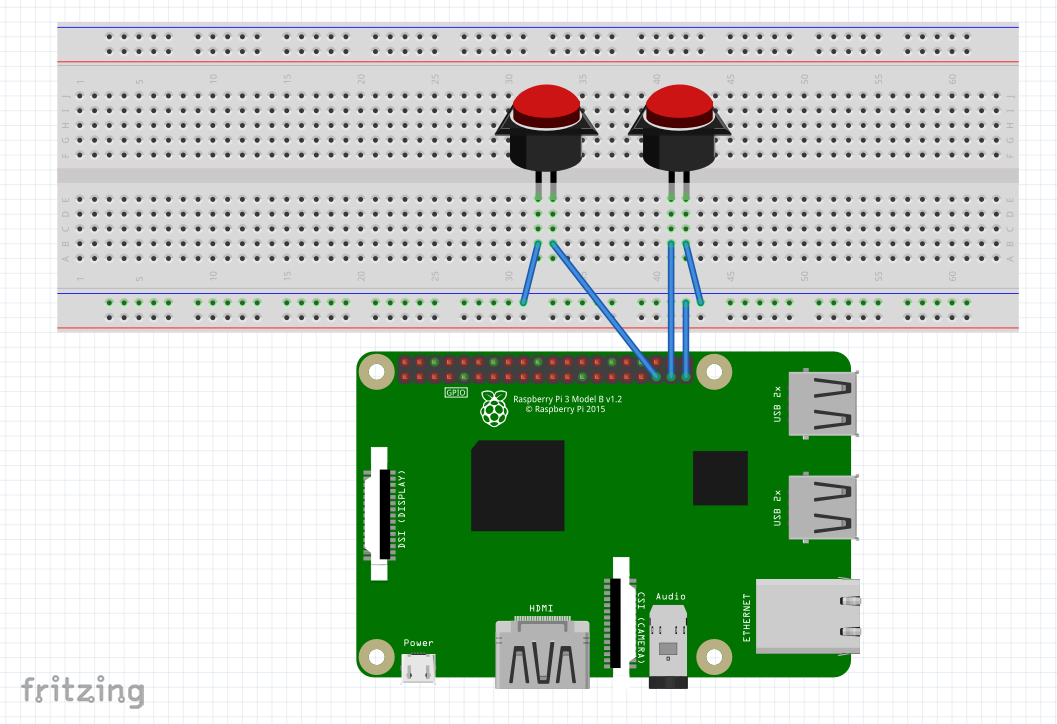 1 5 10 15 20 25 30 35 40 45 50 55 60
J J
I I
H H
G G
F F
E E
D D
C C
B B
A A
1 5 10 15 20 25 30 35 40 45 50 55 60
GPIO
Raspberry Pi 3 Model B v1.2
© Raspberry Pi 2015
USB 2x
DSI (DISPLAY)
USB 2x
HDMI
CSI (CAMERA)
Audio
ETHERNET
Power
fritzing